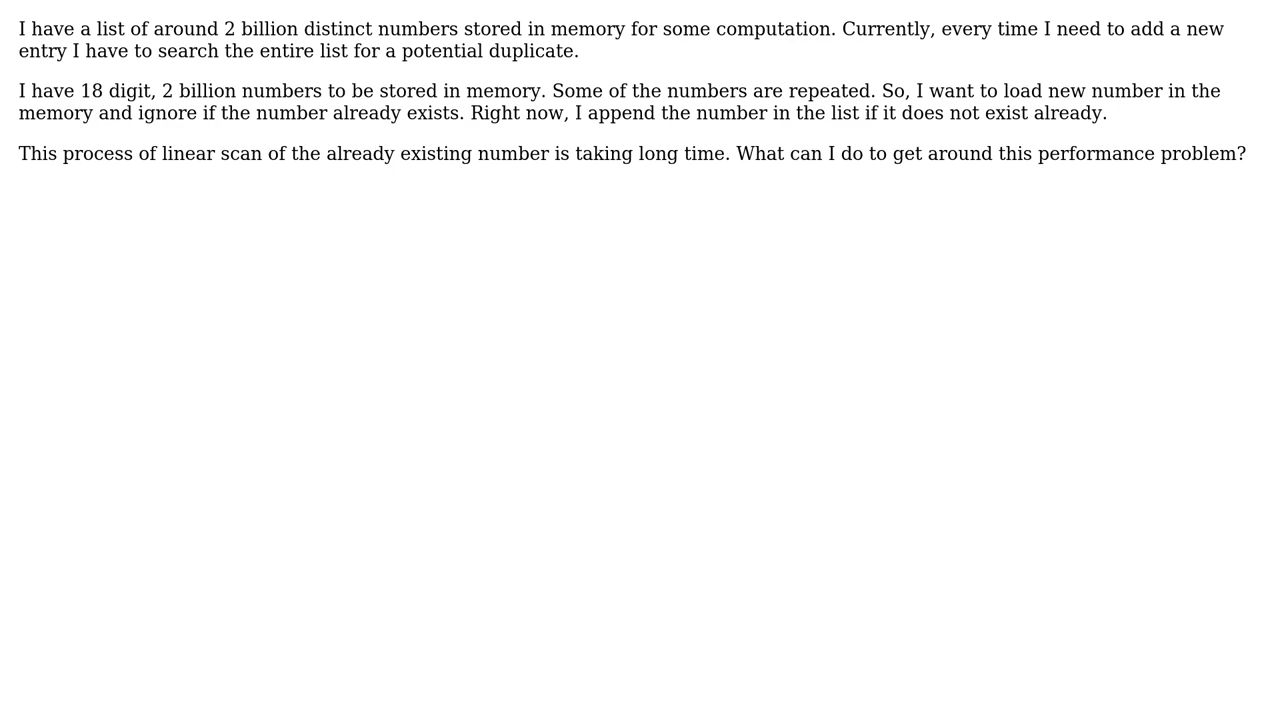 I have a list of around 2 billion distinct numbers stored in memory for some computation. Currently, every time I need to add a new
entry I have to search the entire list for a potential duplicate.
I have 18 digit, 2 billion numbers to be stored in memory. Some of the numbers are repeated. So, I want to load new number in the
memory and ignore if the number already exists. Right now, I append the number in the list if it does not exist already.
This process of linear scan of the already existing number is taking long time. What can I do to get around this performance problem?